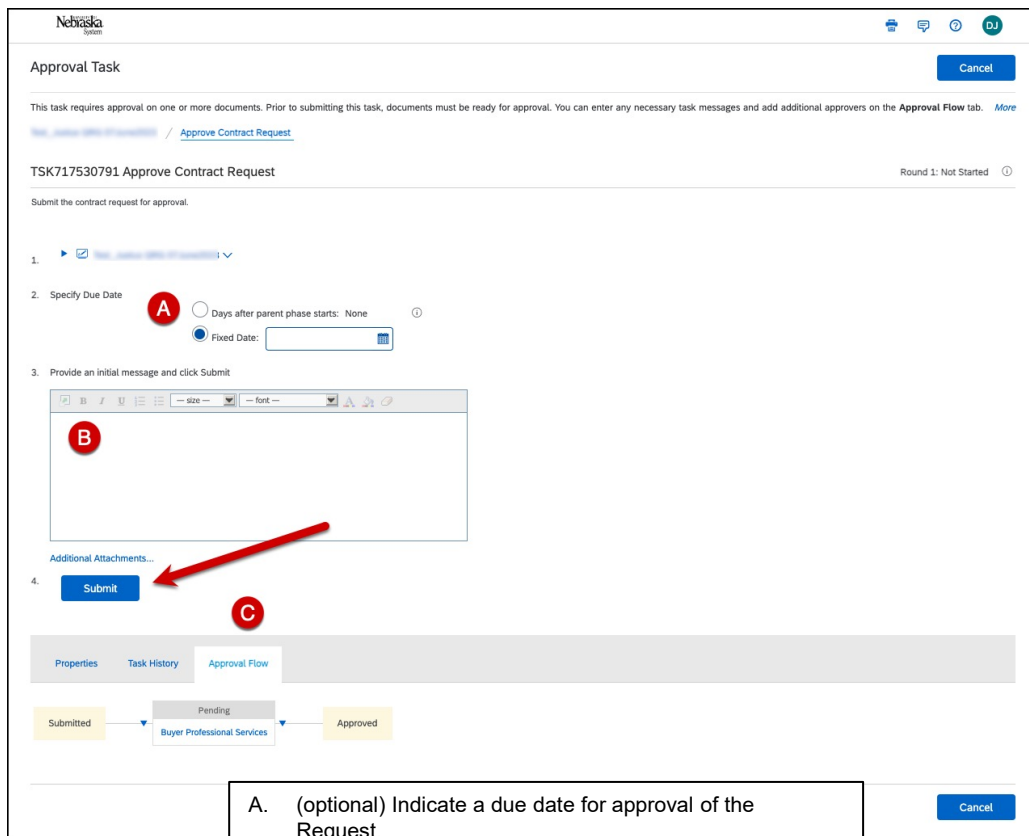 Nebraska
System
DJ
Approval Task
Cancel
This task requires approval on one or more documents. Prior to submitting this task, documents must be ready for approval. You can enter any necessary task messages and add additional approvers on the Approval Flow tab. More
/ Approve Contract Request
TSK717530791 Approve Contract Request
Round 1: Not Started
Submit the contract request for approval.
1.
2. Specify Due Date
A
Days after parent phase starts: None
Fixed Date:
3. Provide an initial message and click Submit
B I U — size — — font — A
B
Additional Attachments...
4. Submit
C
Properties Task History Approval Flow
Pending
Submitted Buyer Professional Services Approved
A. (optional) Indicate a due date for approval of the
Request
Cancel